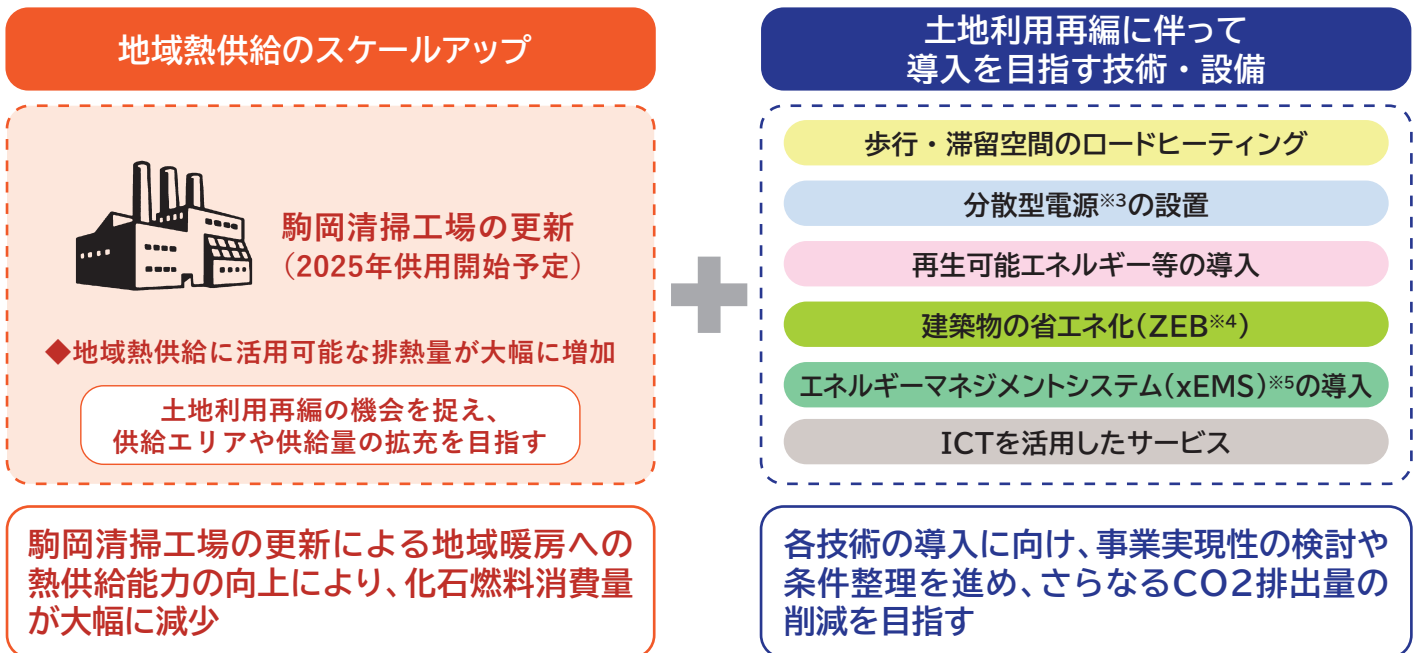 地域熱供給のスケールアップ
駒岡清掃工場の更新
（2025年供用開始予定）
◆地域熱供給に活用可能な排熱量が大幅に増加
土地利用再編の機会を捉え、
供給エリアや供給量の拡充を目指す
駒岡清掃工場の更新による地域暖房への
熱供給能力の向上により、化石燃料消費量
が大幅に減少
土地利用再編に伴って
導入を目指す技術・設備
歩行・滞留空間のロードヒーティング
分散型電源※3の設置
再生可能エネルギー等の導入
建築物の省エネ化（ZEB※4）
エネルギーマネジメントシステム（xEMS）※5の導入
ICTを活用したサービス
各技術の導入に向け、事業実現性の検討や
条件整理を進め、さらなるCO2排出量の
削減を目指す